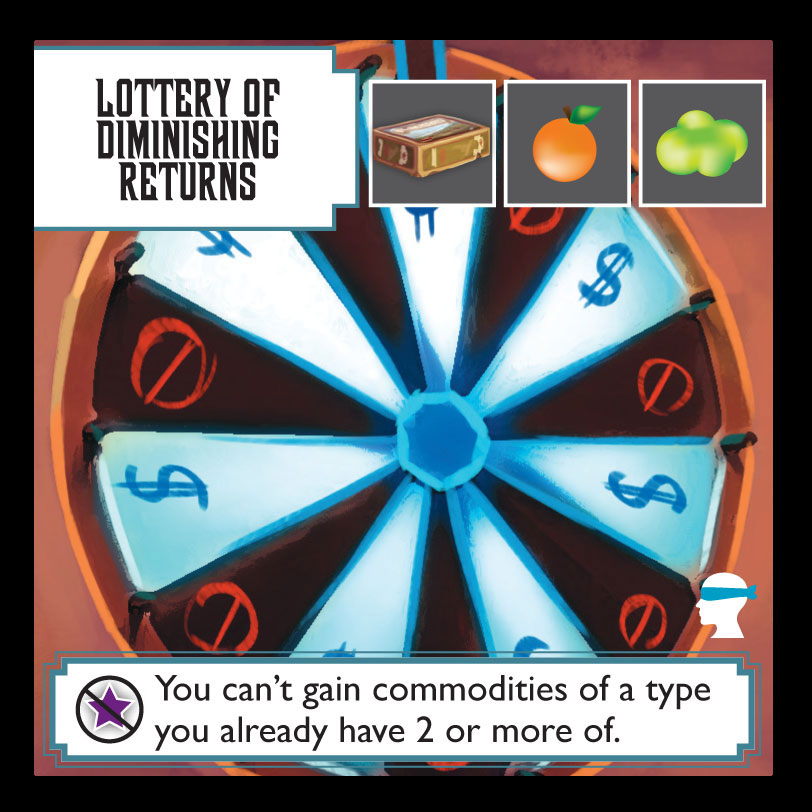 LOTTERY OF
DIMINISHING
RETURNS
$
$
$
$
$
$
$
You can’t gain commodities of a type
you already have 2 or more of.